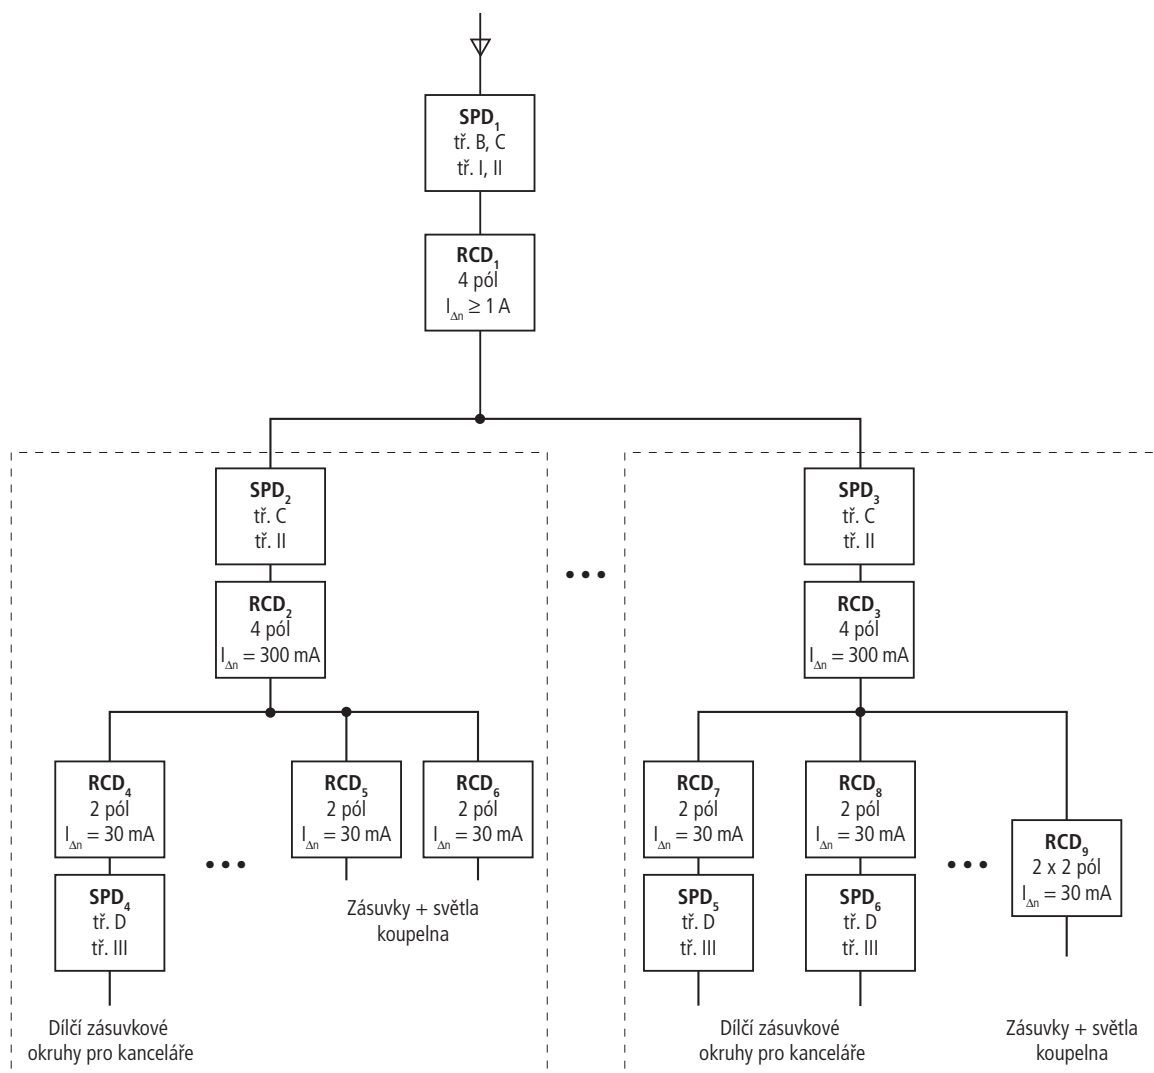 SPD1
tř. B, C
tř. I, II
RCD1
4 pól
IΔn ≥ 1 A
SPD2
tř. C
tř. II
RCD2
4 pól
IΔn = 300 mA
SPD3
tř. C
tř. II
RCD3
4 pól
IΔn = 300 mA
RCD4
2 pól
IΔn = 30 mA
RCD5
2 pól
IΔn = 30 mA
RCD6
2 pól
IΔn = 30 mA
SPD4
tř. D
tř. III
Zásuvky + světla
koupelna
Dílčí zásuvkové
okruhy pro kanceláře
RCD7
2 pól
IΔn = 30 mA
RCD8
2 pól
IΔn = 30 mA
RCD9
2 x 2 pól
IΔn = 30 mA
SPD5
tř. D
tř. III
SPD6
tř. D
tř. III
Dílčí zásuvkové
okruhy pro kanceláře
Zásuvky + světla
koupelna